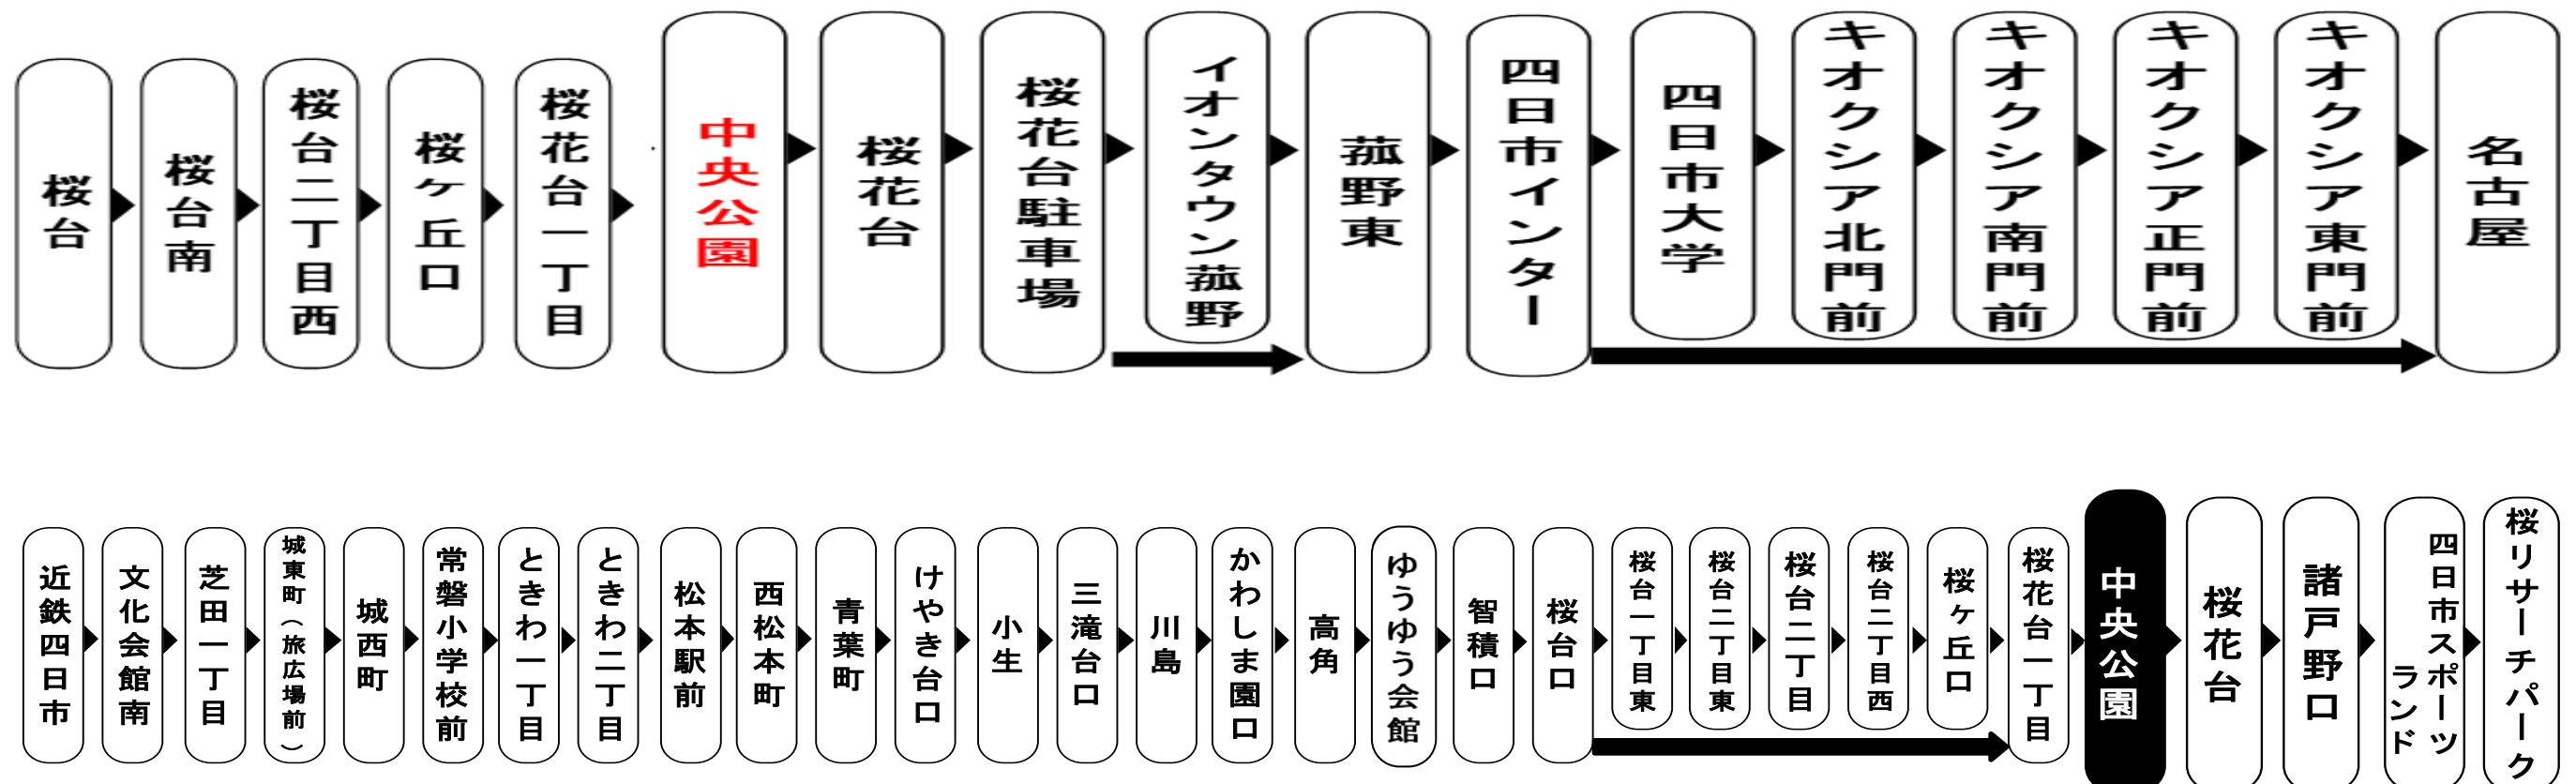 桜台
桜台南
桜台二丁目西
桜ヶ丘口
桜花台一丁目
中央公園
桜花台
桜花台駐車場
イオンタウン菰野
菰野東
四日市インター
四日市大学
キオクシア北門前
キオクシア南門前
キオクシア正門前
キオクシア東門前
名古屋
近鉄四日市
文化会館南
芝田一丁目
城東町（旅広場前）
城西町
常磐小学校前
ときわ一丁目
ときわ二丁目
松本駅前
西松本町
青葉町
けやき台口
小生
三滝台口
川島
かわしま園口
高角
ゆうゆう会館
智積口
桜台口
桜台一丁目東
桜台二丁目東
桜台二丁目
桜台二丁目西
桜ヶ丘口
桜花台一丁目
中央公園
桜花台
諸戸野口
四日市スポーツ
ランド
桜リサーチパーク